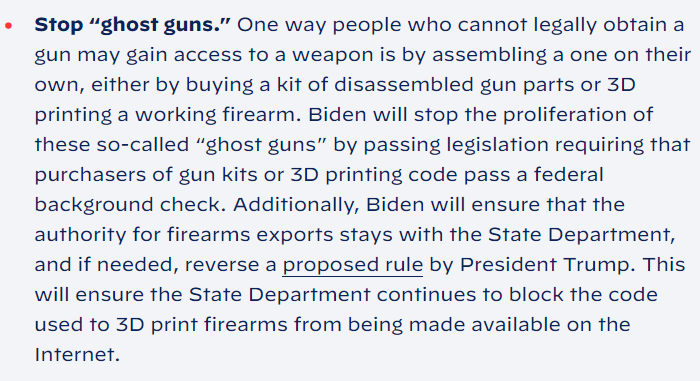 Stop “ghost guns.” One way people who cannot legally obtain a
gun may gain access to a weapon is by assembling a one on their
own, either by buying a kit of disassembled gun parts or 3D
printing a working firearm. Biden will stop the proliferation of
these so-called “ghost guns” by passing legislation requiring that
purchasers of gun kits or 3D printing code pass a federal
background check. Additionally, Biden will ensure that the
authority for firearms exports stays with the State Department,
and if needed, reverse a proposed rule by President Trump. This
will ensure the State Department continues to block the code
used to 3D print firearms from being made available on the
Internet.